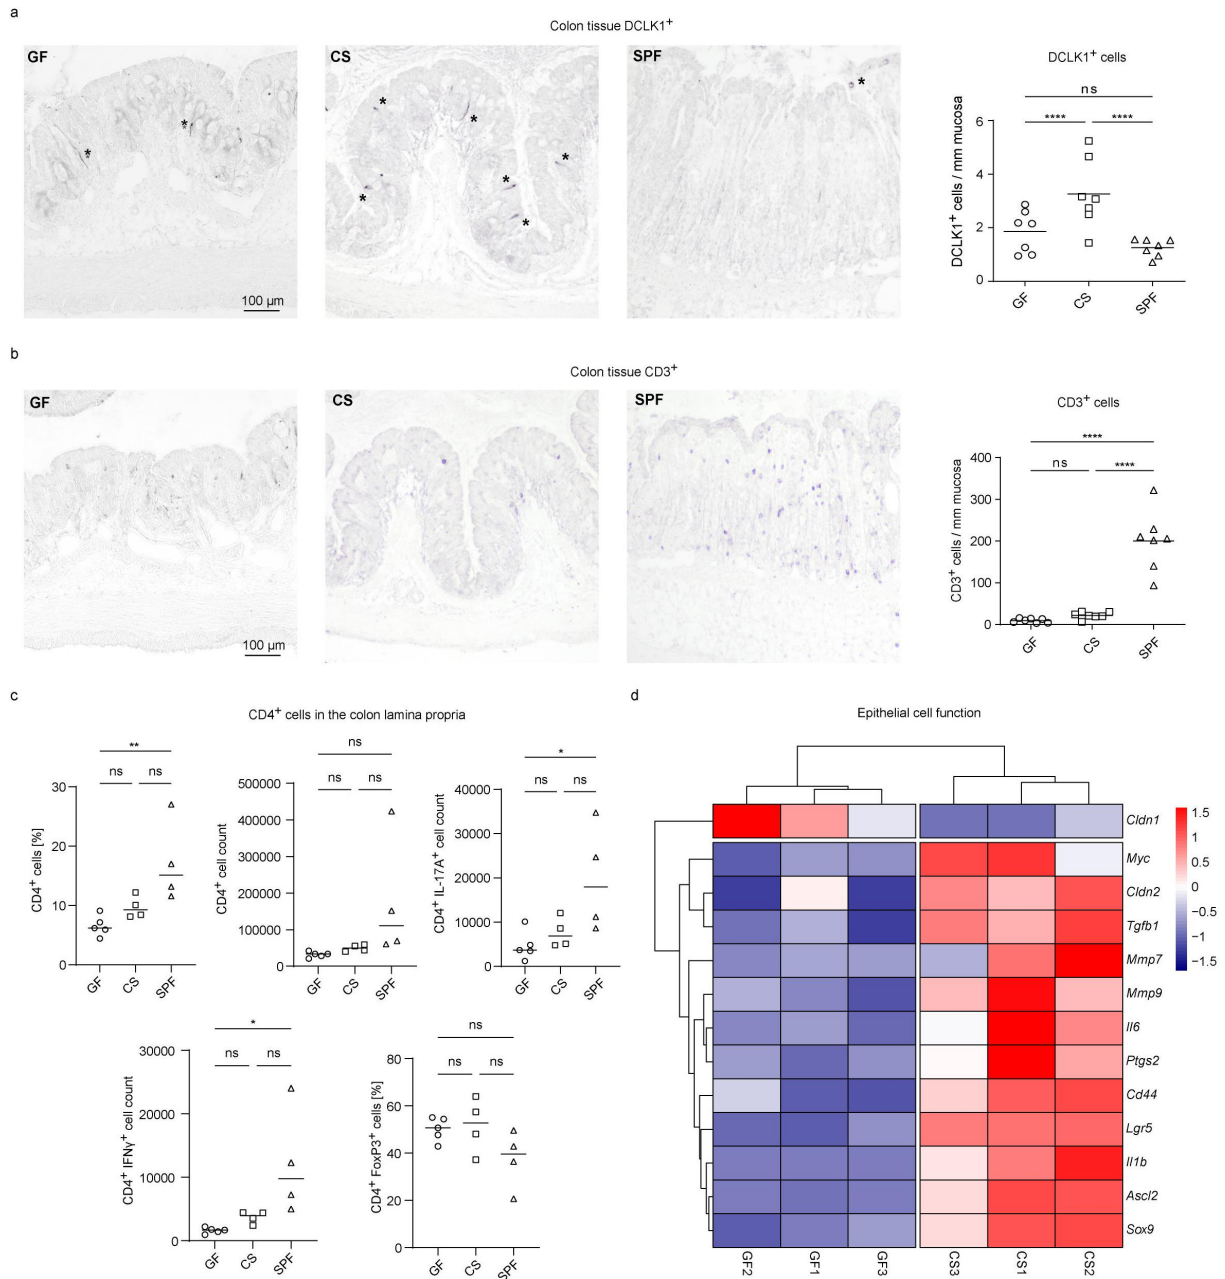 a
Colon tissue DCLK1+
GF
CS
SPF
*
*
*
*
*
*
*
*
100 µm
DCLK1+ cells
ns
****
****
6
4
2
0
DCLK1+ cells / mm mucosa
GF
CS
SPF
b
Colon tissue CD3+
GF
CS
SPF
100 µm
CD3+ cells
****
ns
****
400
300
200
100
0
CD3+ cells / mm mucosa
GF
CS
SPF
c
CD4+ cells in the colon lamina propria
**
ns
ns
30
20
10
0
CD4+ cells [%]
GF
CS
SPF
ns
ns
ns
500000
400000
300000
200000
100000
0
CD4+ cell count
GF
CS
SPF
*
ns
ns
40000
30000
20000
10000
0
CD4+ IL-17A+ cell count
GF
CS
SPF
*
ns
ns
30000
20000
10000
0
CD4+ IFNγ+ cell count
GF
CS
SPF
ns
ns
ns
80
60
40
20
0
CD4+ FoxP3+ cells [%]
GF
CS
SPF
d
Epithelial cell function
Cldn1
Myc
Cldn2
Tgfb1
Mmp7
Mmp9
Il6
Ptgs2
Cd44
Lgr5
Il1b
Ascl2
Sox9
GF2
GF1
GF3
CS3
CS1
CS2
1.5
1
0.5
0
-0.5
-1
-1.5